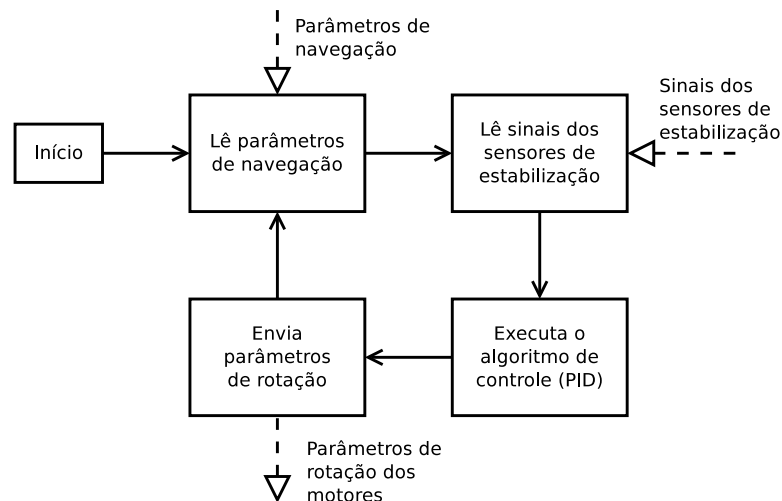 Parâmetros de
navegação
Sinais dos
sensores de
estabilização
Início
Lê parâmetros
de navegação
Lê sinais dos
sensores de
estabilização
Envia
parâmetros
de rotação
Executa o
algoritmo de
controle (PID)
Parâmetros de
rotação dos
motores